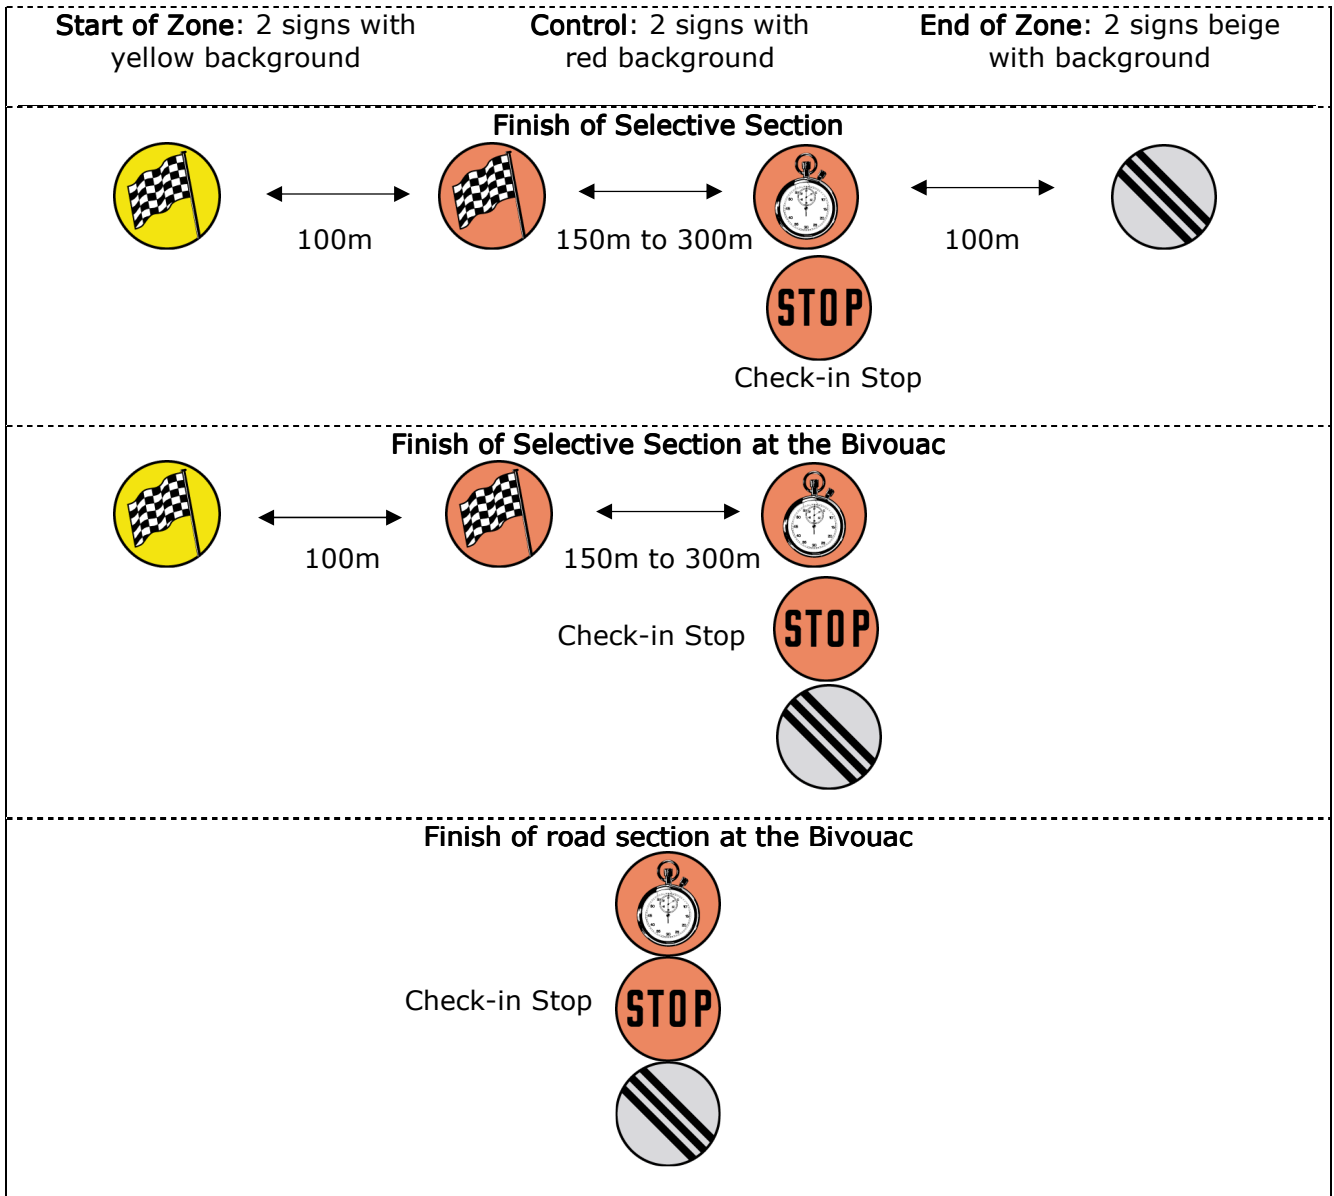 Start of Zone: 2 signs with
yellow background
Control: 2 signs with
red background
End of Zone: 2 signs beige
with background
Finish of Selective Section
100m
150m to 300m
100m
STOP
Check-in Stop
Finish of Selective Section at the Bivouac
100m
150m to 300m
Check-in Stop
STOP
Finish of road section at the Bivouac
Check-in Stop
STOP